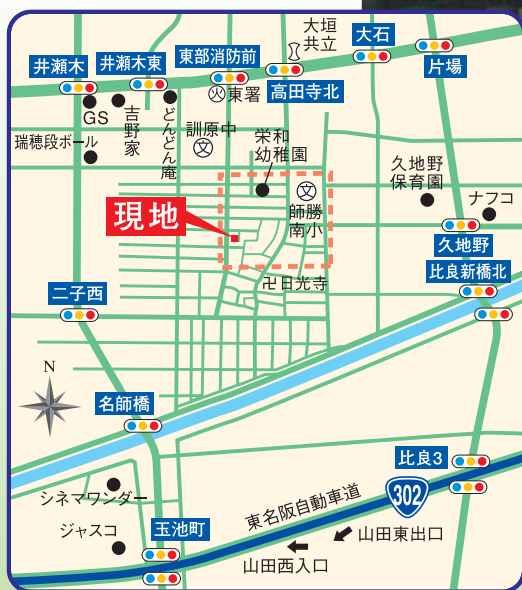 大垣
共立
大石
片場
東部消防前
井瀬木東
井瀬木
高田寺北
火
東署
GS
吉野家
どんどん庵
訓原中
文
瑞穂段ボール
栄和
幼稚園
文
師勝
南小
久地野
保育園
ナフコ
現地
久地野
比良新橋北
卍日光寺
二子西
N
名師橋
比良3
シネマワンダー
302
東名阪自動車道
ジャスコ
玉池町
山田東出口
山田西入口